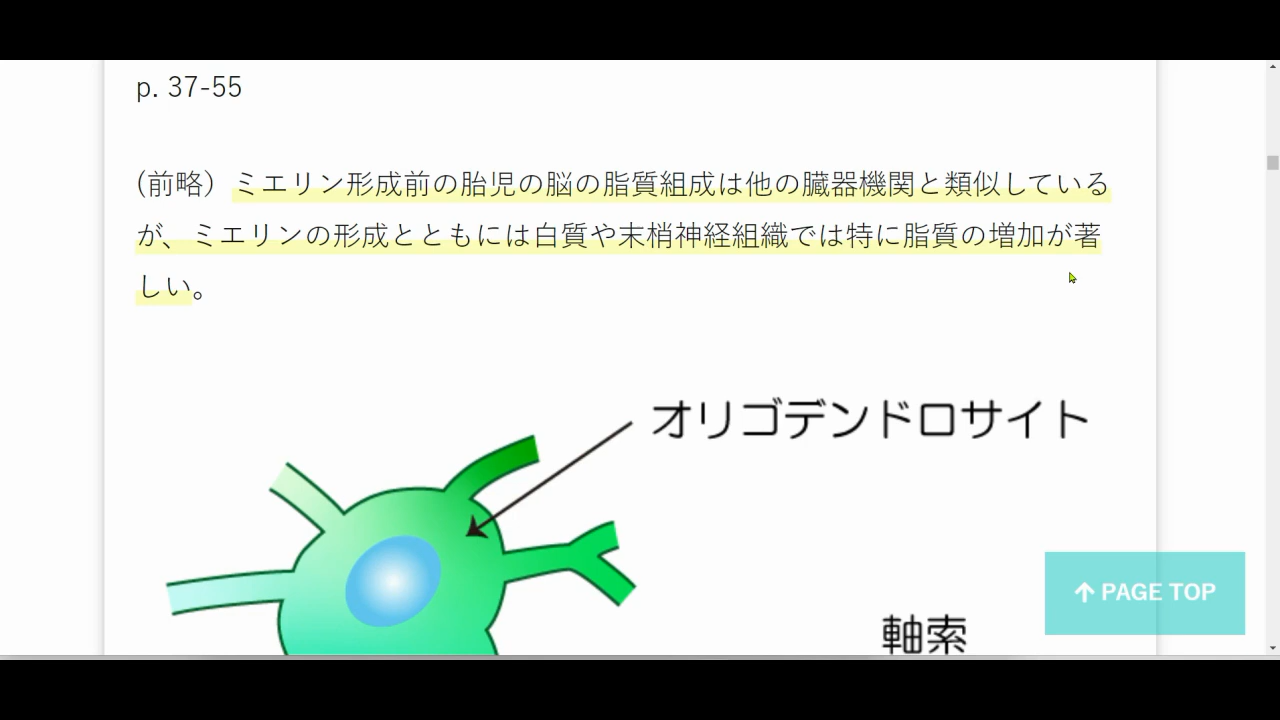 p. 37-55
(前略）ミエリン形成前の胎児の脳の脂質組成は他の臓器機関と類似している
が、ミエリンの形成とともには白質や末梢神経組織では特に脂質の増加が著
しい。
オリゴデンドロサイト
軸索
↑ PAGE TOP